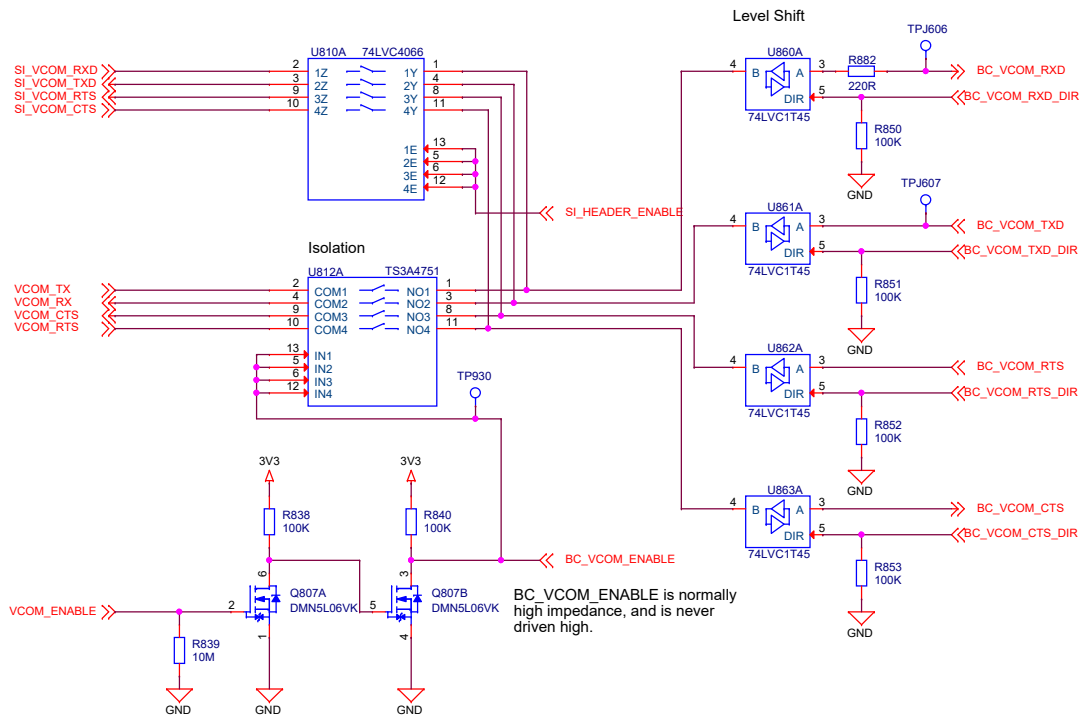 Level Shift
U810A 74LVC4066
SI_VCOM_RXD 2 1Z 1Y 1
SI_VCOM_TXD 3 2Z 2Y 4
SI_VCOM_RTS 9 3Z 3Y 8
SI_VCOM_CTS 10 4Z 4Y 11
1E 13
2E 5
3E 6
4E 12
SI_HEADER_ENABLE
U860A
TPJ606
4 B A 3 R882 BC_VCOM_RXD
220R
DIR 5 BC_VCOM_RXD_DIR
74LVC1T45
R850
100K
GND
TPJ607
U861A
4 B A 3 BC_VCOM_TXD
DIR 5 BC_VCOM_TXD_DIR
74LVC1T45
R851
100K
GND
Isolation
U812A TS3A4751
VCOM_TX 2 COM1 NO1 1
VCOM_RX 4 COM2 NO2 3
VCOM_CTS 9 COM3 NO3 8
VCOM_RTS 10 COM4 NO4 11
13 IN1
5 IN2
6 IN3
12 IN4
TP930
U862A
4 B A 3 BC_VCOM_RTS
DIR 5 BC_VCOM_RTS_DIR
74LVC1T45
R852
100K
GND
3V3
R838
100K
3V3
R840
100K
U863A
4 B A 3 BC_VCOM_CTS
DIR 5 BC_VCOM_CTS_DIR
74LVC1T45
R853
100K
GND
BC_VCOM_ENABLE
VCOM_ENABLE
2
6
Q807A
DMN5L06VK
1
5
3
Q807B
DMN5L06VK
4
BC_VCOM_ENABLE is normally
high impedance, and is never
driven high.
R839
10M
GND
GND
GND